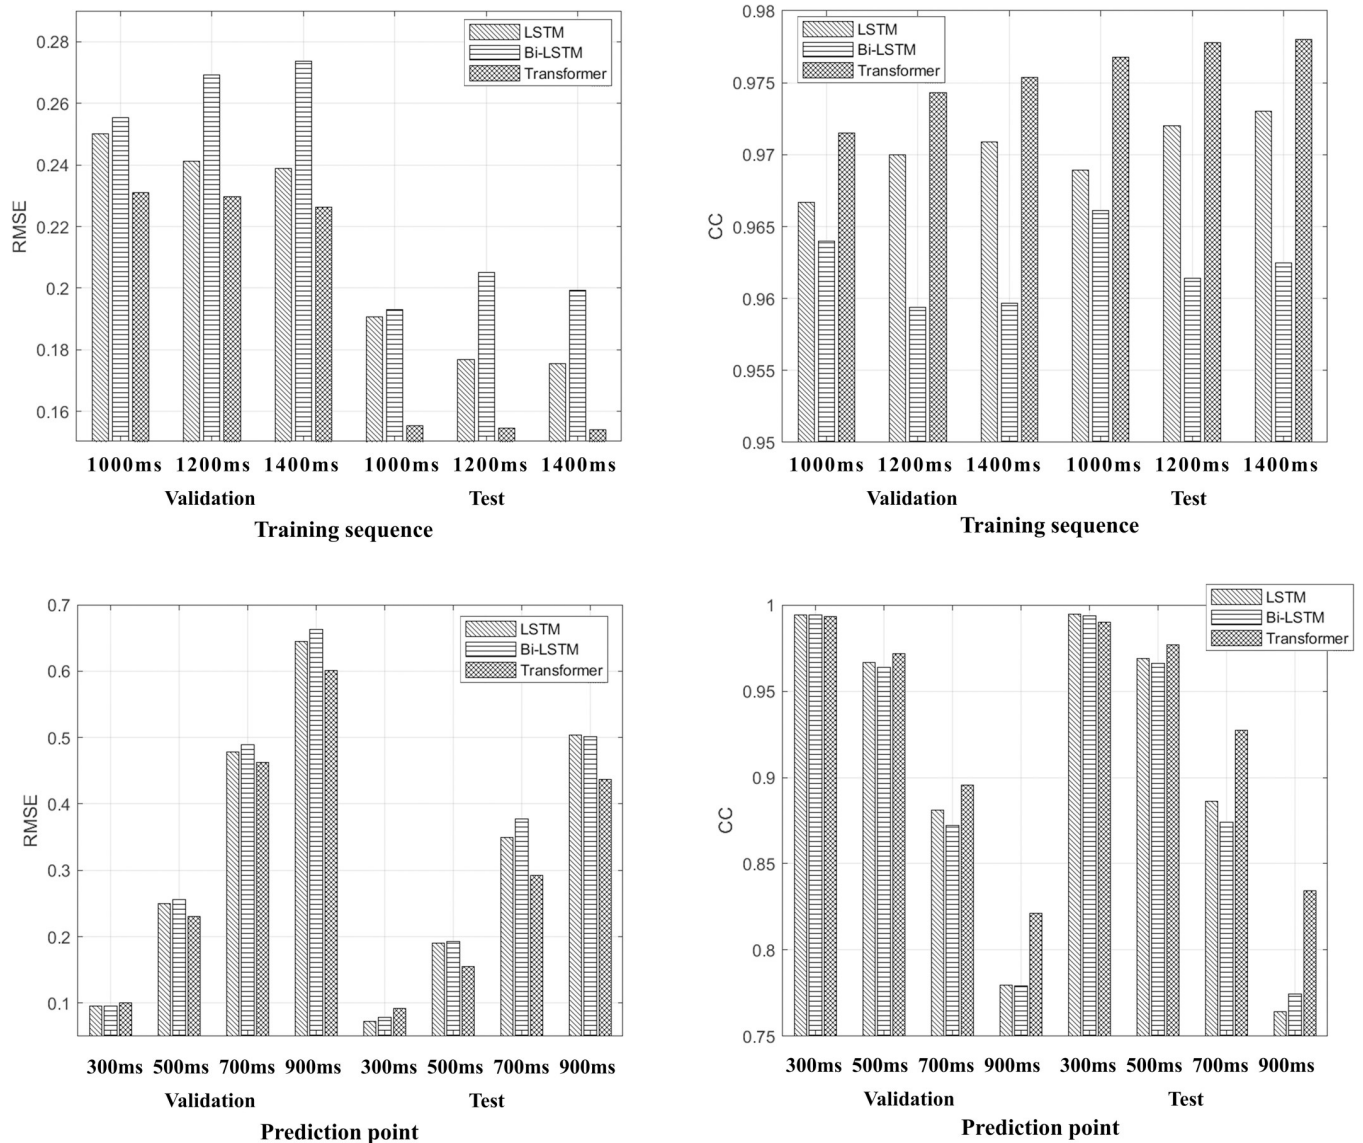 0.28
0.26
0.24
0.22
0.2
0.18
0.16
RMSE
LSTM
Bi-LSTM
Transformer
1000ms 1200ms 1400ms 1000ms 1200ms 1400ms
Validation Test
Training sequence
0.98
0.975
0.97
0.965
0.96
0.955
0.95
CC
LSTM
Bi-LSTM
Transformer
1000ms 1200ms 1400ms 1000ms 1200ms 1400ms
Validation Test
Training sequence
0.7
0.6
0.5
0.4
0.3
0.2
0.1
RMSE
LSTM
Bi-LSTM
Transformer
300ms 500ms 700ms 900ms 300ms 500ms 700ms 900ms
Validation Test
Prediction point
1
0.95
0.9
0.85
0.8
0.75
CC
LSTM
Bi-LSTM
Transformer
300ms 500ms 700ms 900ms 300ms 500ms 700ms 900ms
Validation Test
Prediction point